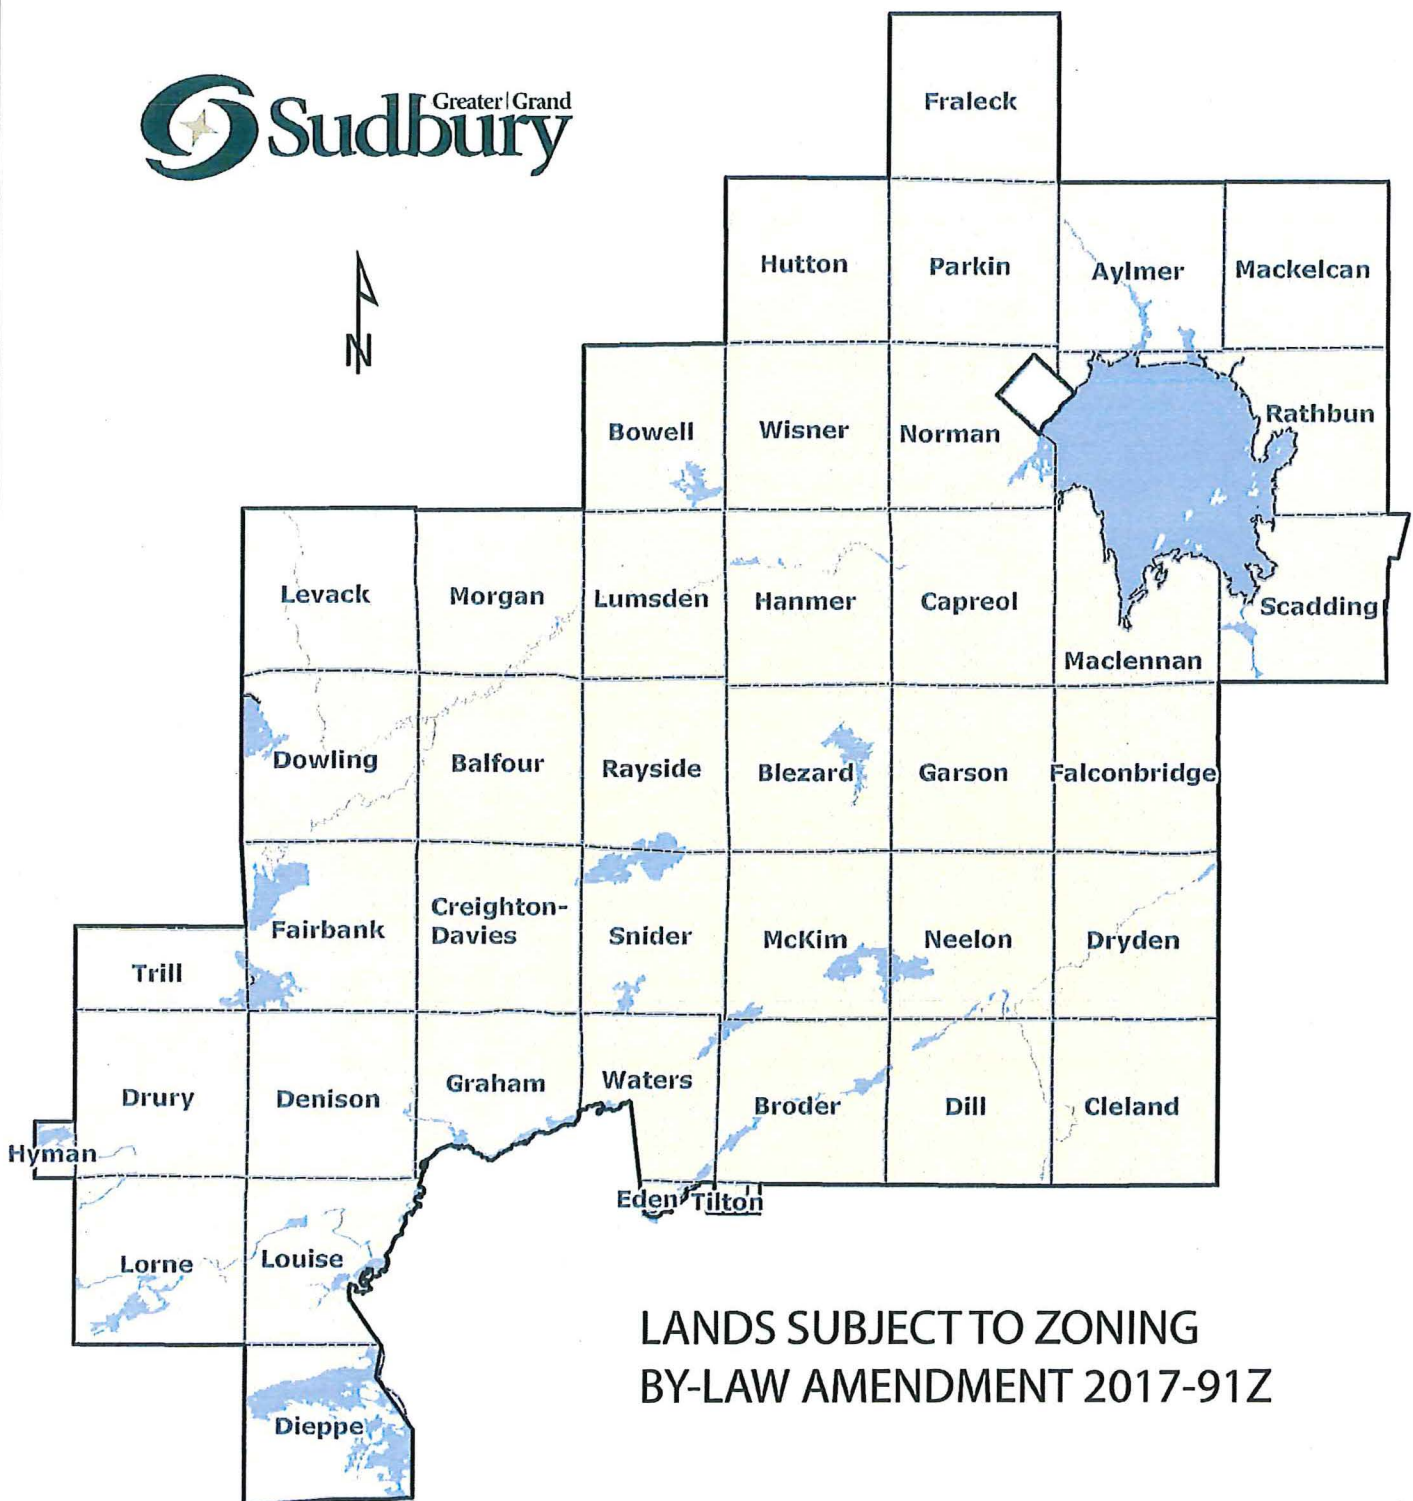 Greater|Grand
Sudbury
N
Fraleck
Hutton
Parkin
Aylmer
Mackelcan
Bowell
Wisner
Norman
Rathbun
Levack
Morgan
Lumsden
Hanmer
Capreol
Scadding
Maclennan
Dowling
Balfour
Rayside
Blezard
Garson
Falconbridge
Trill
Fairbank
Creighton-
Davies
Snider
McKim
Neelon
Dryden
Drury
Denison
Graham
Waters
Broder
Dill
Cleland
Hyman
Eden
Tilton
Lorne
Louise
Dieppe
LANDS SUBJECT TO ZONING
BY-LAW AMENDMENT 2017-91Z